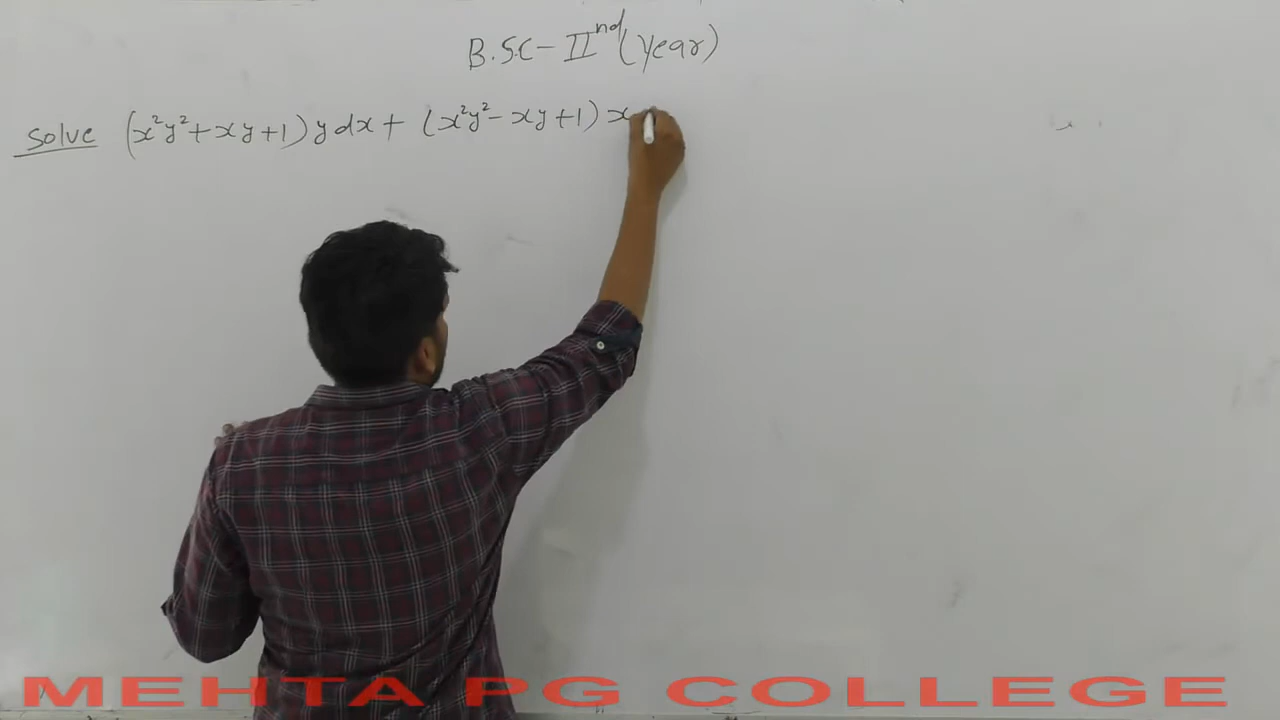 B.SC- IInd (year)
Solve (x²y² + xy + 1) y dx + (x²y² - xy + 1) x
MEHTA PG COLLEGE